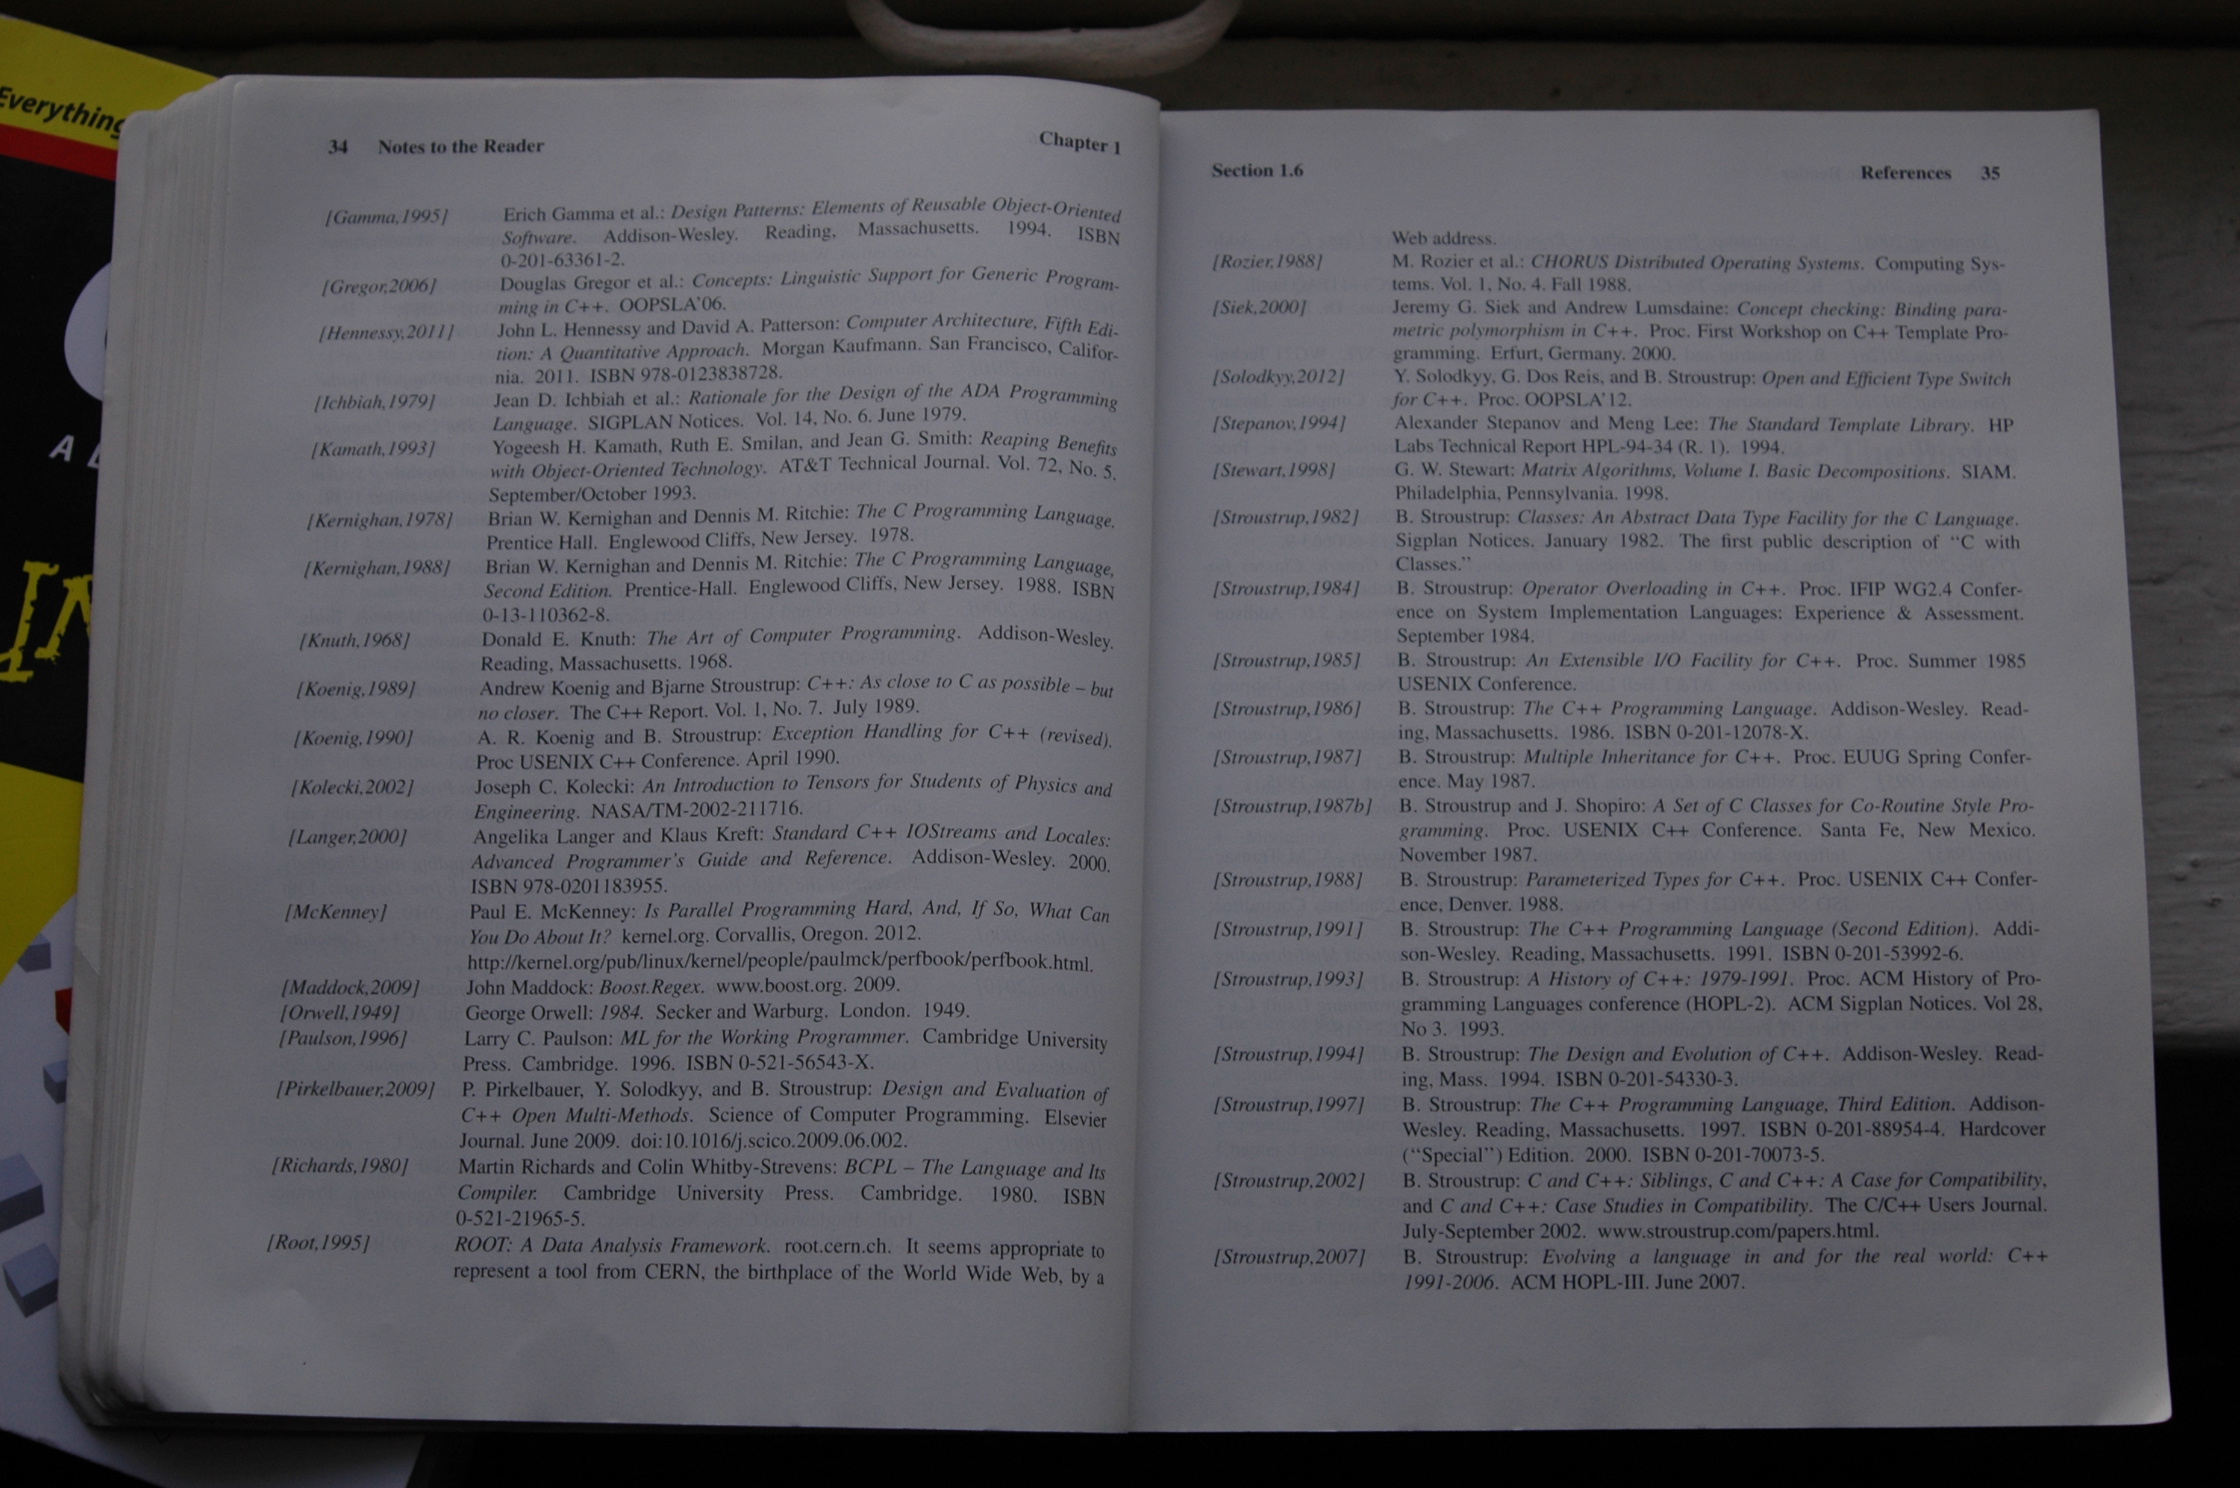 Everything
A
IN
34 Notes to the Reader Chapter 1
[Gamma,1995] Erich Gamma et al.: Design Patterns: Elements of Reusable Object-Oriented
Software. Addison-Wesley. Reading, Massachusetts. 1994. ISBN
0-201-63361-2.
[Gregor,2006] Douglas Gregor et al.: Concepts: Linguistic Support for Generic Program-
ming in C++. OOPSLA'06.
[Hennessy,2011] John L. Hennessy and David A. Patterson: Computer Architecture, Fifth Edi-
tion: A Quantitative Approach. Morgan Kaufmann. San Francisco, Califor-
nia. 2011. ISBN 978-0123838728.
[Ichbiah,1979] Jean D. Ichbiah et al.: Rationale for the Design of the ADA Programming
Language. SIGPLAN Notices. Vol. 14, No. 6. June 1979.
[Kamath,1993] Yogeesh H. Kamath, Ruth E. Smilan, and Jean G. Smith: Reaping Benefits
with Object-Oriented Technology. AT&T Technical Journal. Vol. 72, No. 5.
September/October 1993.
[Kernighan,1978] Brian W. Kernighan and Dennis M. Ritchie: The C Programming Language.
Prentice Hall. Englewood Cliffs, New Jersey. 1978.
[Kernighan,1988] Brian W. Kernighan and Dennis M. Ritchie: The C Programming Language,
Second Edition. Prentice-Hall. Englewood Cliffs, New Jersey. 1988. ISBN
0-13-110362-8.
[Knuth,1968] Donald E. Knuth: The Art of Computer Programming. Addison-Wesley.
Reading, Massachusetts. 1968.
[Koenig,1989] Andrew Koenig and Bjarne Stroustrup: C++: As close to C as possible – but
no closer. The C++ Report. Vol. 1, No. 7. July 1989.
[Koenig,1990] A. R. Koenig and B. Stroustrup: Exception Handling for C++ (revised).
Proc USENIX C++ Conference. April 1990.
[Kolecki,2002] Joseph C. Kolecki: An Introduction to Tensors for Students of Physics and
Engineering. NASA/TM-2002-211716.
[Langer,2000] Angelika Langer and Klaus Kreft: Standard C++ IOStreams and Locales:
Advanced Programmer's Guide and Reference. Addison-Wesley. 2000.
ISBN 978-0201183955.
[McKenney] Paul E. McKenney: Is Parallel Programming Hard, And, If So, What Can
You Do About It? kernel.org. Corvallis, Oregon. 2012.
http://kernel.org/pub/linux/kernel/people/paulmck/perfbook/perfbook.html.
[Maddock,2009] John Maddock: Boost.Regex. www.boost.org. 2009.
[Orwell,1949] George Orwell: 1984. Secker and Warburg. London. 1949.
[Paulson,1996] Larry C. Paulson: ML for the Working Programmer. Cambridge University
Press. Cambridge. 1996. ISBN 0-521-56543-X.
[Pirkelbauer,2009] P. Pirkelbauer, Y. Solodkyy, and B. Stroustrup: Design and Evaluation of
C++ Open Multi-Methods. Science of Computer Programming. Elsevier
Journal. June 2009. doi:10.1016/j.scico.2009.06.002.
[Richards,1980] Martin Richards and Colin Whitby-Strevens: BCPL – The Language and Its
Compiler. Cambridge University Press. Cambridge. 1980. ISBN
0-521-21965-5.
[Root,1995] ROOT: A Data Analysis Framework. root.cern.ch. It seems appropriate to
represent a tool from CERN, the birthplace of the World Wide Web, by a
Section 1.6 References 35
Web address.
[Rozier,1988] M. Rozier et al.: CHORUS Distributed Operating Systems. Computing Sys-
tems. Vol. 1, No. 4. Fall 1988.
[Siek,2000] Jeremy G. Siek and Andrew Lumsdaine: Concept checking: Binding para-
metric polymorphism in C++. Proc. First Workshop on C++ Template Pro-
gramming. Erfurt, Germany. 2000.
[Solodkyy,2012] Y. Solodkyy, G. Dos Reis, and B. Stroustrup: Open and Efficient Type Switch
for C++. Proc. OOPSLA'12.
[Stepanov,1994] Alexander Stepanov and Meng Lee: The Standard Template Library. HP
Labs Technical Report HPL-94-34 (R. 1). 1994.
[Stewart,1998] G. W. Stewart: Matrix Algorithms, Volume I. Basic Decompositions. SIAM.
Philadelphia, Pennsylvania. 1998.
[Stroustrup,1982] B. Stroustrup: Classes: An Abstract Data Type Facility for the C Language.
Sigplan Notices. January 1982. The first public description of "C with
Classes."
[Stroustrup,1984] B. Stroustrup: Operator Overloading in C++. Proc. IFIP WG2.4 Confer-
ence on System Implementation Languages: Experience & Assessment.
September 1984.
[Stroustrup,1985] B. Stroustrup: An Extensible I/O Facility for C++. Proc. Summer 1985
USENIX Conference.
[Stroustrup,1986] B. Stroustrup: The C++ Programming Language. Addison-Wesley. Read-
ing, Massachusetts. 1986. ISBN 0-201-12078-X.
[Stroustrup,1987] B. Stroustrup: Multiple Inheritance for C++. Proc. EUUG Spring Confer-
ence. May 1987.
[Stroustrup,1987b] B. Stroustrup and J. Shopiro: A Set of C Classes for Co-Routine Style Pro-
gramming. Proc. USENIX C++ Conference. Santa Fe, New Mexico.
November 1987.
[Stroustrup,1988] B. Stroustrup: Parameterized Types for C++. Proc. USENIX C++ Confer-
ence, Denver. 1988.
[Stroustrup,1991] B. Stroustrup: The C++ Programming Language (Second Edition). Addi-
son-Wesley. Reading, Massachusetts. 1991. ISBN 0-201-53992-6.
[Stroustrup,1993] B. Stroustrup: A History of C++: 1979-1991. Proc. ACM History of Pro-
gramming Languages conference (HOPL-2). ACM Sigplan Notices. Vol 28,
No 3. 1993.
[Stroustrup,1994] B. Stroustrup: The Design and Evolution of C++. Addison-Wesley. Read-
ing, Mass. 1994. ISBN 0-201-54330-3.
[Stroustrup,1997] B. Stroustrup: The C++ Programming Language, Third Edition. Addison-
Wesley. Reading, Massachusetts. 1997. ISBN 0-201-88954-4. Hardcover
("Special") Edition. 2000. ISBN 0-201-70073-5.
[Stroustrup,2002] B. Stroustrup: C and C++: Siblings, C and C++: A Case for Compatibility,
and C and C++: Case Studies in Compatibility. The C/C++ Users Journal.
July-September 2002. www.stroustrup.com/papers.html.
[Stroustrup,2007] B. Stroustrup: Evolving a language in and for the real world: C++
1991-2006. ACM HOPL-III. June 2007.